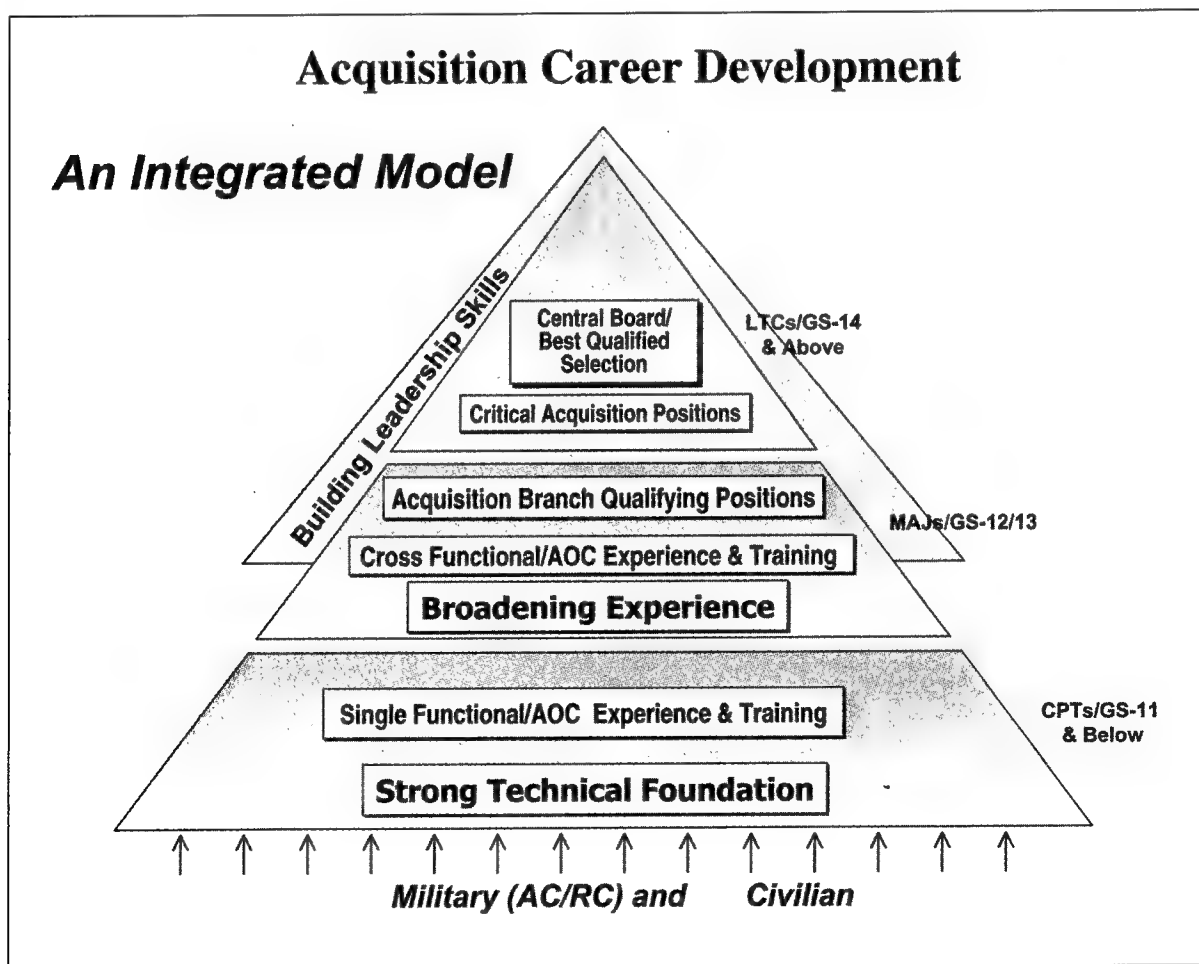 Acquisition Career Development
An Integrated Model
Building Leadership Skills
Central Board/
Best Qualified
Selection
LTCs/GS-14
& Above
Critical Acquisition Positions
Acquisition Branch Qualifying Positions
MAJs/GS-12/13
Cross Functional/AOC Experience & Training
Broadening Experience
Single Functional/AOC Experience & Training
CPTs/GS-11
& Below
Strong Technical Foundation
Military (AC/RC) and Civilian